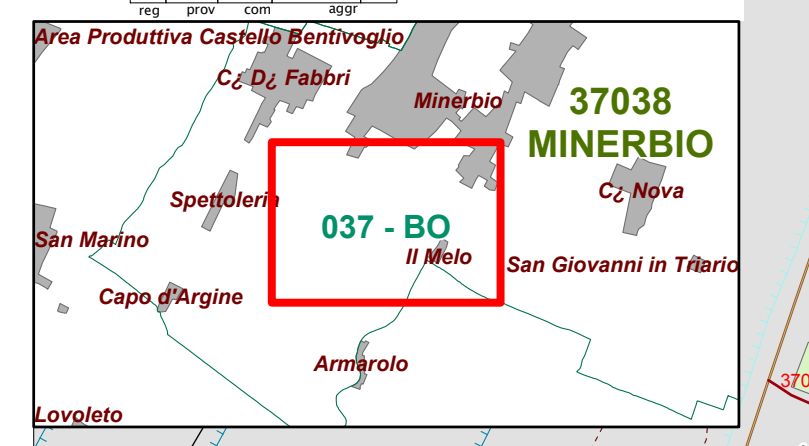 reg prov com aggr
Area Produttiva Castello Bentivoglio
C¿ D¿ Fabbri
Minerbio
37038
MINERBIO
Spettoleria
C¿ Nova
037 - BO
San Marino
Il Melo
San Giovanni in Triario
Capo d'Argine
Armarolo
370
Lovoleto